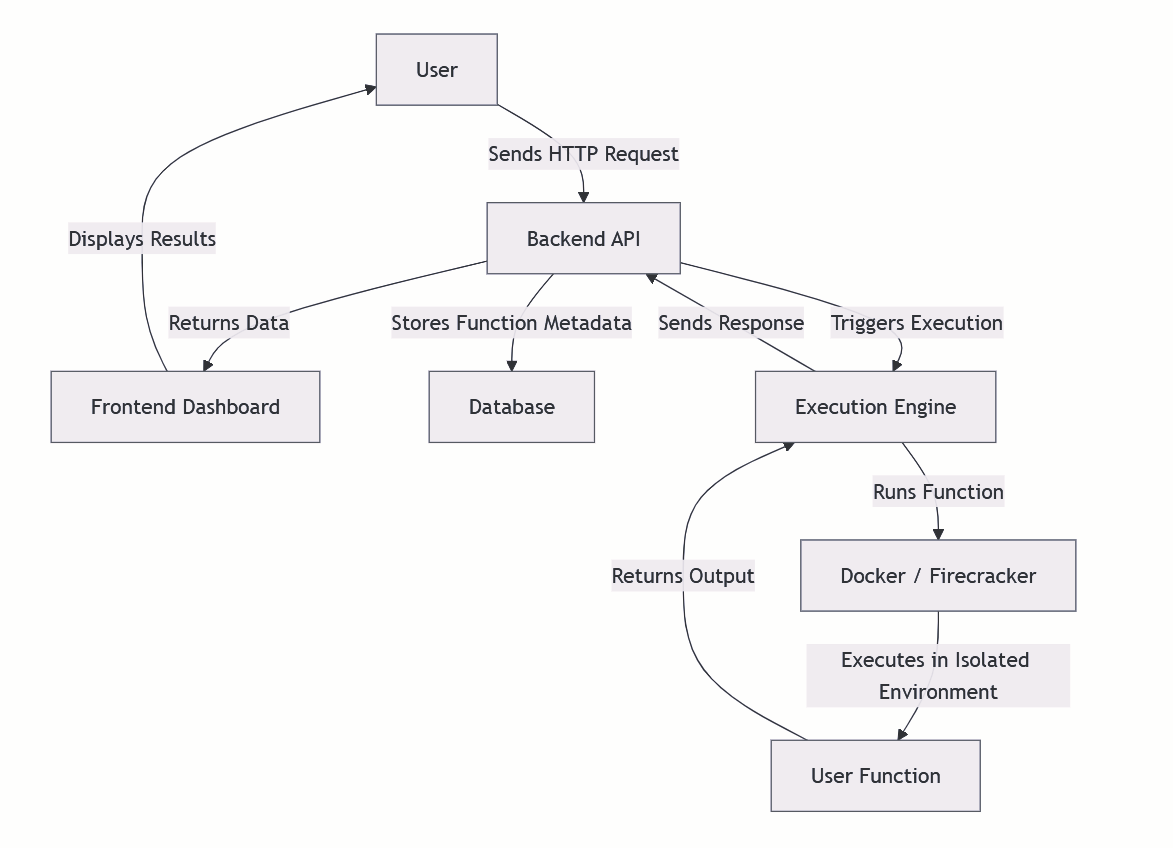 User
Sends HTTP Request
Backend API
Displays Results
Returns Data
Stores Function Metadata
Sends Response
Triggers Execution
Frontend Dashboard
Database
Execution Engine
Runs Function
Returns Output
Docker / Firecracker
Executes in Isolated
Environment
User Function